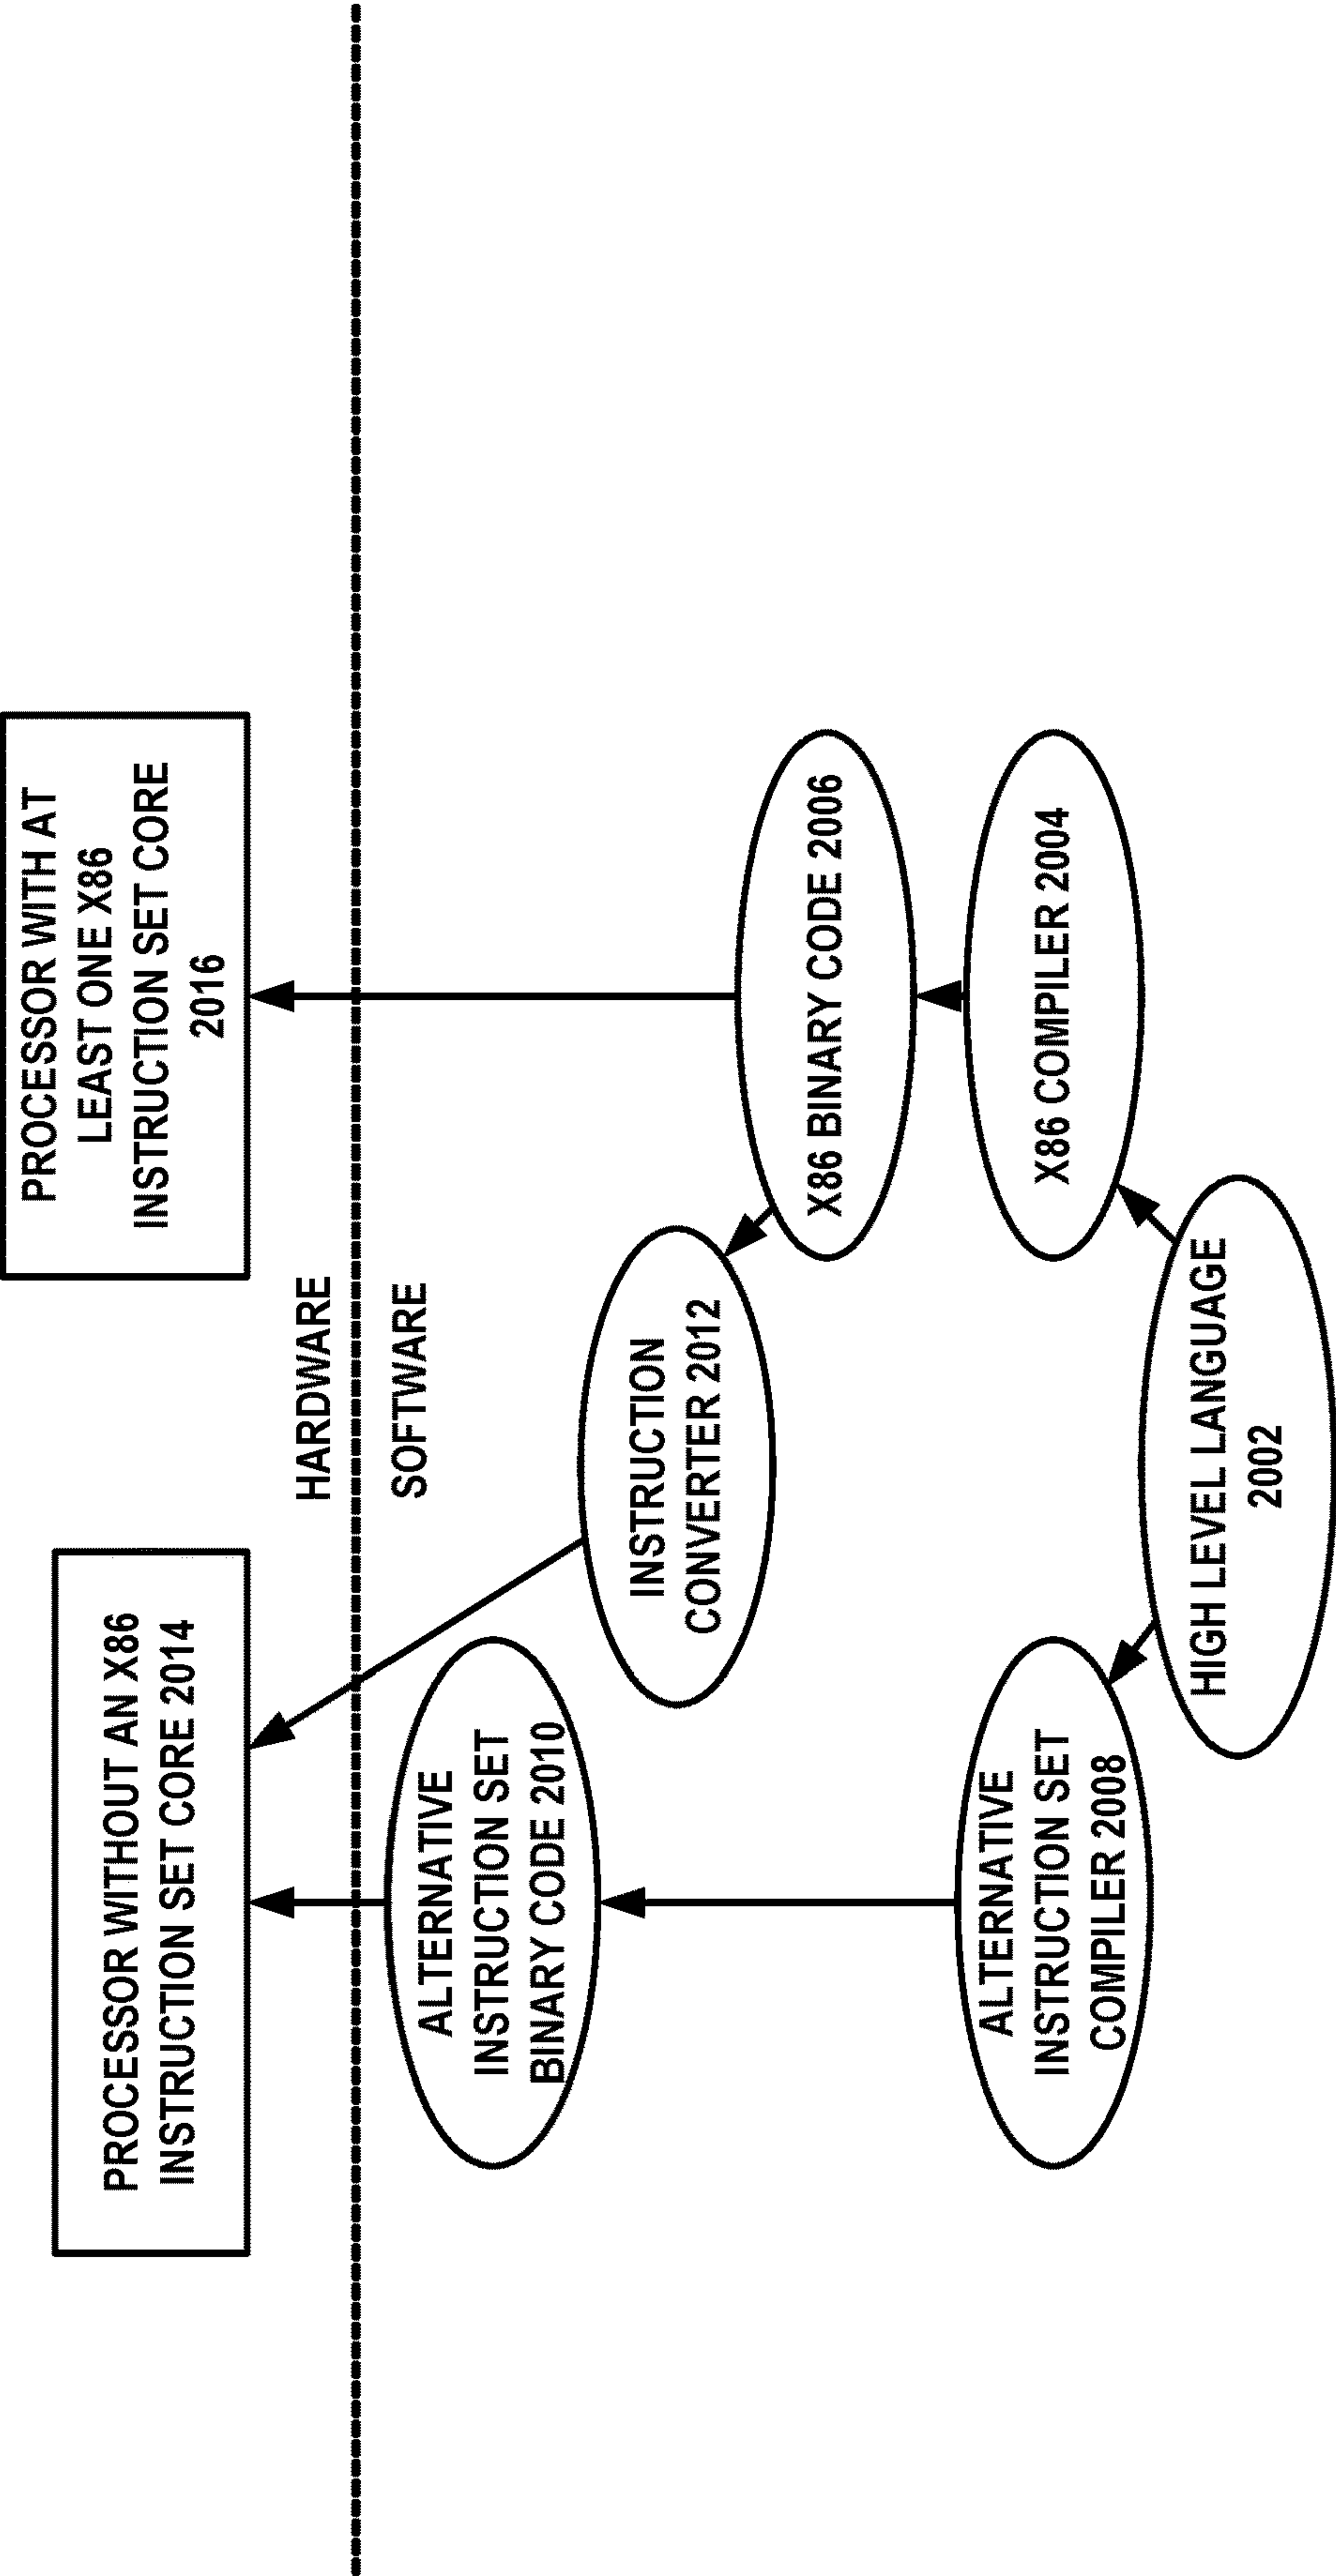 PROCESSOR WITHOUT AN X86
INSTRUCTION SET CORE 2014
PROCESSOR WITH AT
LEAST ONE X86
INSTRUCTION SET CORE
2016
HARDWARE
SOFTWARE
ALTERNATIVE
INSTRUCTION SET
BINARY CODE 2010
INSTRUCTION
CONVERTER 2012
X86 BINARY CODE 2006
ALTERNATIVE
INSTRUCTION SET
COMPILER 2008
X86 COMPILER 2004
HIGH LEVEL LANGUAGE
2002